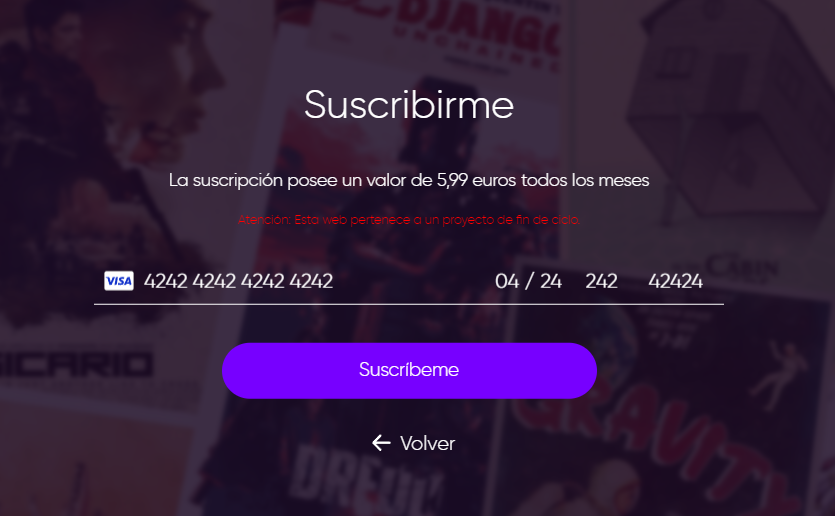 DJANGO
UNCHAINED
Suscribirme
La suscripción posee un valor de 5,99 euros todos los meses
Atención: Esta web pertenece a un proyecto de fin de ciclo.
CABIN
VISA 4242 4242 4242 4242 04 / 24 242 42424
SICARIO
Suscríbeme
GRAVITY
← Volver